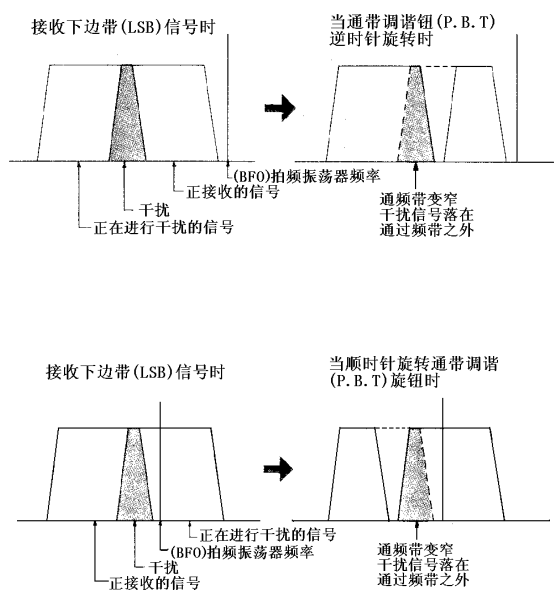 接收下边带(LSB)信号时
当通带调谐钮(P.B.T)
逆时针旋转时
(BFO)拍频振荡器频率
正接收的信号
干扰
正在进行干扰的信号
通频带变窄
干扰信号落在
通过频带之外
接收下边带(LSB)信号时
当顺时针旋转通带调谐
(P.B.T)旋钮时
正在进行干扰的信号
(BFO)拍频振荡器频率
干扰
正接收的信号
通频带变窄
干扰信号落在
通过频带之外